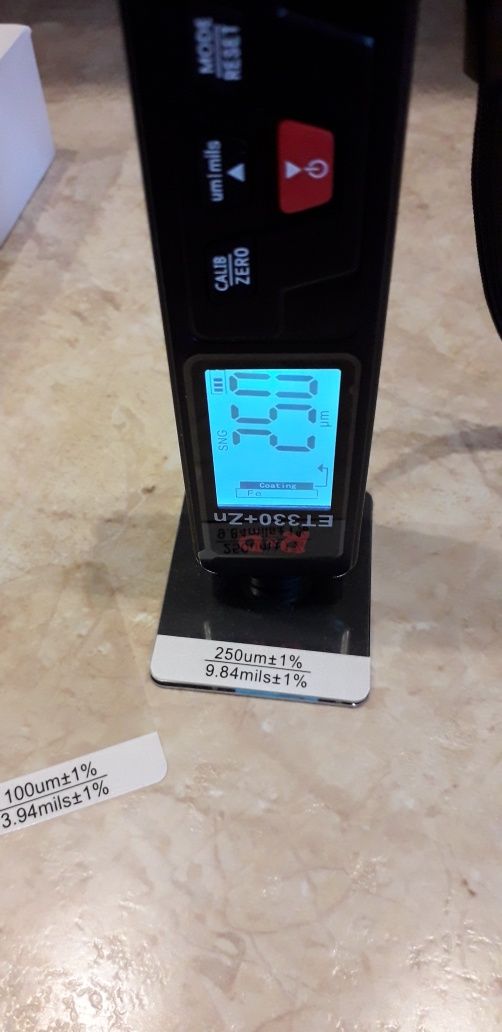 MODE
RESET
um|mils
CALIB
ZERO
SNG
µm
Coating
Fe
ET330+Zn
250um±1%
9.84mils±1%
100um±1%
3.94mils±1%